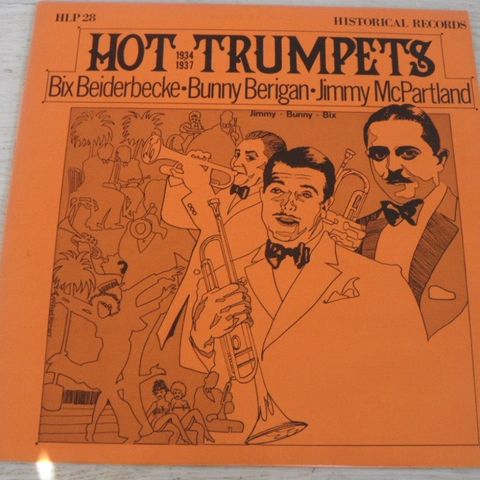 HLP 28 HISTORICAL RECORDS
HOT 1934 1937 TRUMPETS
Bix Beiderbecke•Bunny Berigan•Jimmy McPartland
Jimmy - Bunny - Bix